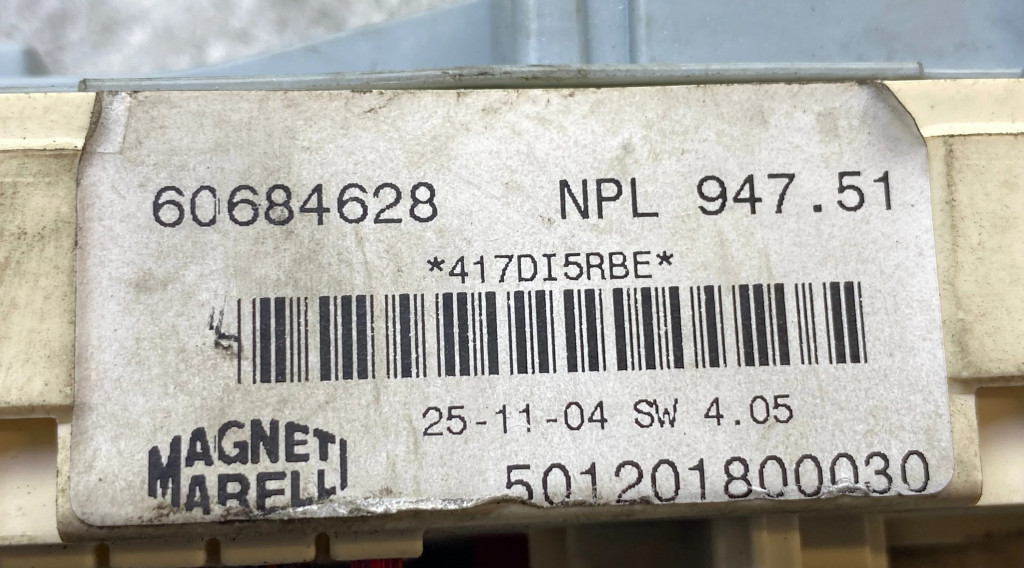 60684628 NPL 947.51
*417DI5RBE*
25-11-04 SW 4.05
MAGNETI
MARELLI
501201800030